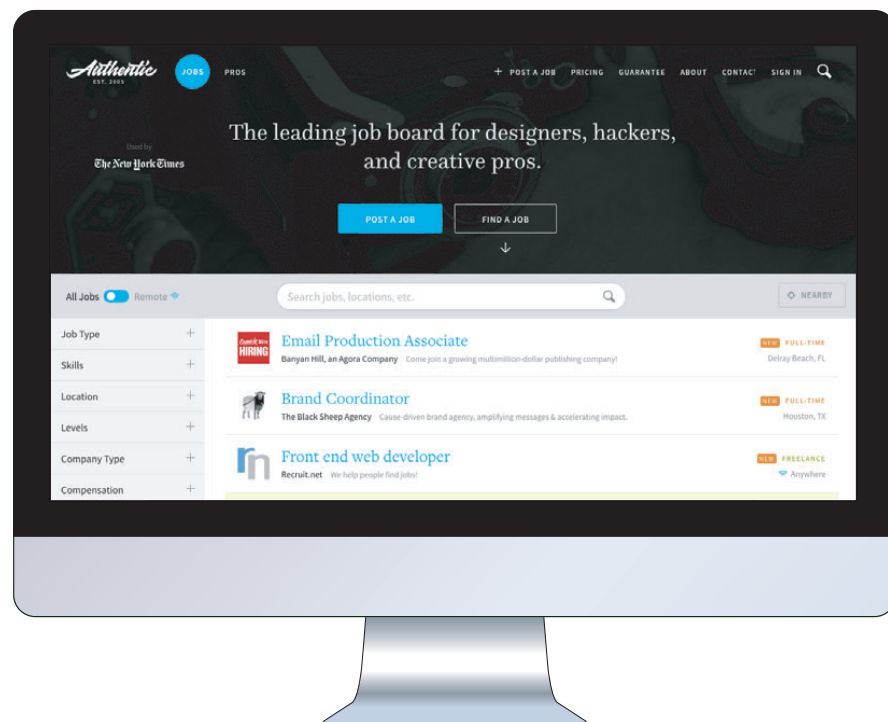 Authentic
EST. 2005
JOBS
PROS
+ POST A JOB PRICING GUARANTEE ABOUT CONTACT SIGN IN
Used by
The New York Times
The leading job board for designers, hackers,
and creative pros.
POST A JOB
FIND A JOB
All Jobs Remote
Search jobs, locations, etc.
NEARBY
Job Type +
Skills +
Location +
Levels +
Company Type +
Compensation +
HIRING
Email Production Associate
Banyan Hill, an Agora Company Come join a growing multimillion-dollar publishing company!
NEW FULL-TIME
Delray Beach, FL
Brand Coordinator
The Black Sheep Agency Cause-driven brand agency, amplifying messages & accelerating impact.
NEW FULL-TIME
Houston, TX
rn
Front end web developer
Recruit.net We help people find jobs!
NEW FREELANCE
Anywhere